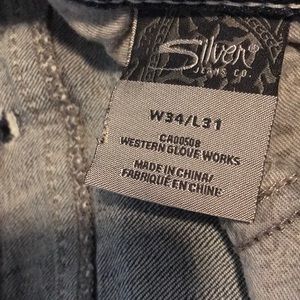 Silver®
JEANS CO.
W34/L31
CA00508
WESTERN GLOVE WORKS
MADE IN CHINA/
FABRIQUÉ EN CHINE